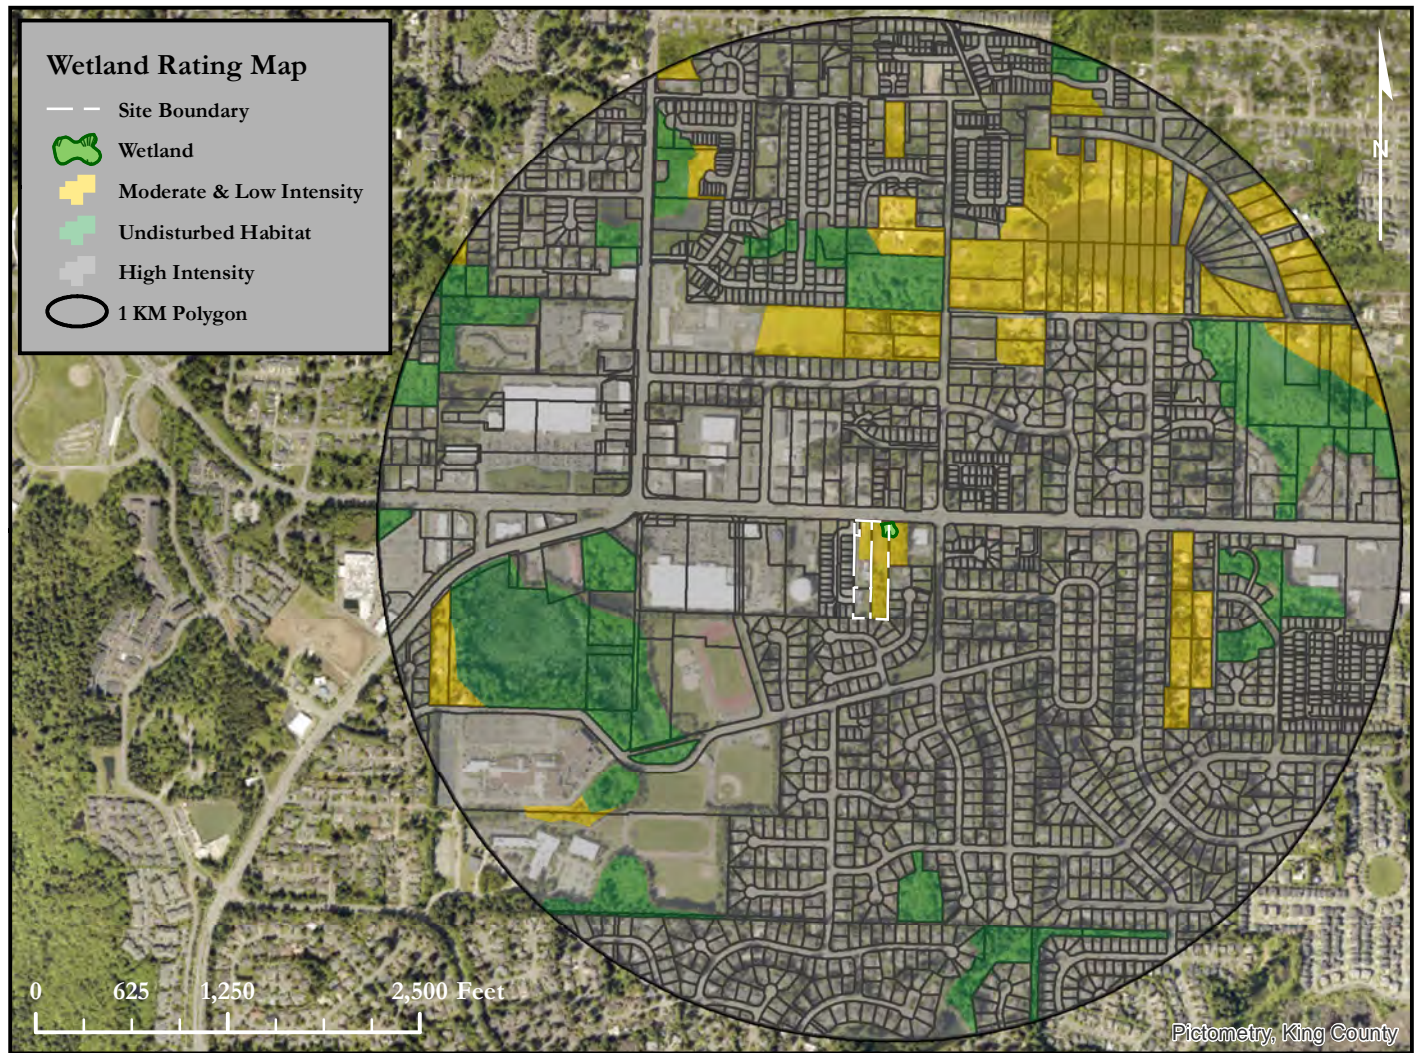 Wetland Rating Map
Site Boundary
Wetland
Moderate & Low Intensity
Undisturbed Habitat
High Intensity
1 KM Polygon
N
0 625 1,250 2,500 Feet
Pictometry, King County